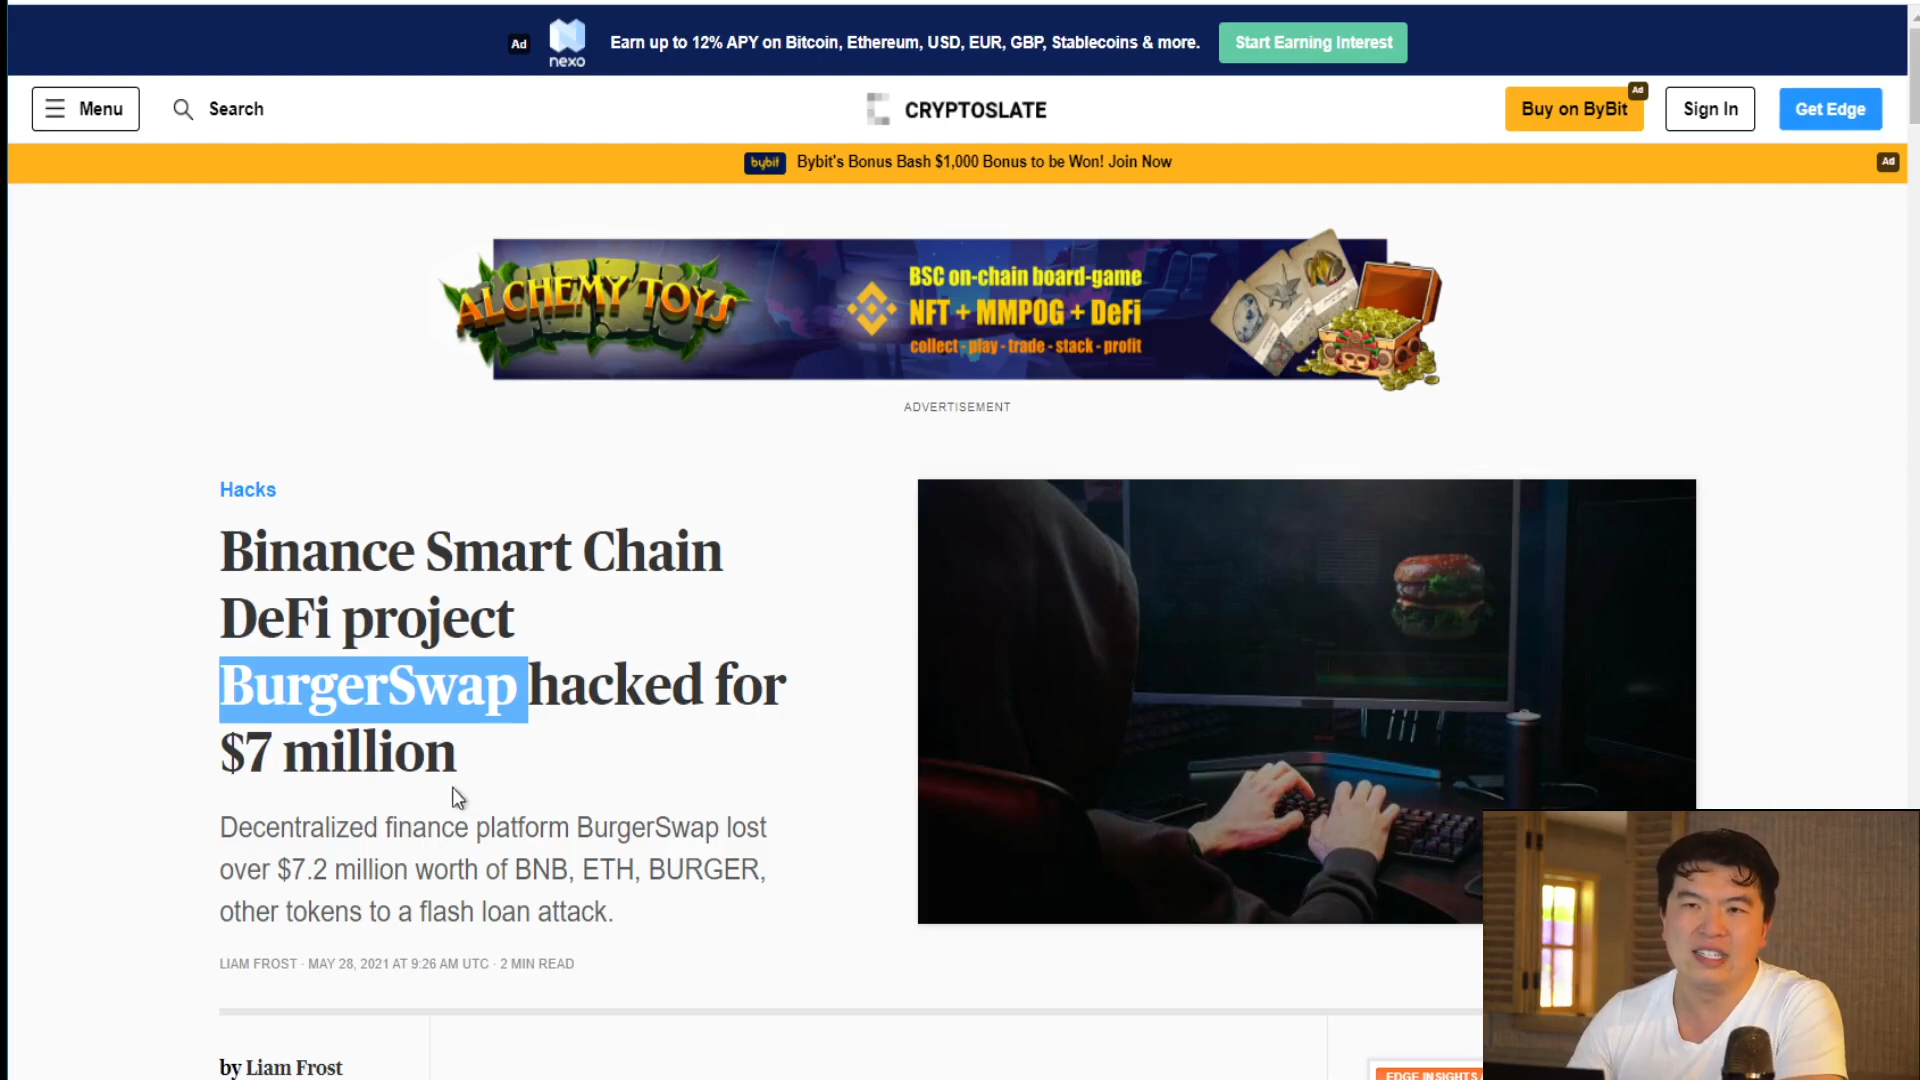 Ad
nexo
Earn up to 12% APY on Bitcoin, Ethereum, USD, EUR, GBP, Stablecoins & more.
Start Earning Interest
Menu
Search
CRYPTOSLATE
Buy on ByBit
Ad
Sign In
Get Edge
bybit
Bybit's Bonus Bash $1,000 Bonus to be Won! Join Now
Ad
ALCHEMY TOYS
BSC on-chain board-game
NFT + MMPOG + DeFi
collect - play - trade - stack - profit
ADVERTISEMENT
Hacks
Binance Smart Chain
DeFi project
BurgerSwap hacked for
$7 million
Decentralized finance platform BurgerSwap lost
over $7.2 million worth of BNB, ETH, BURGER,
other tokens to a flash loan attack.
LIAM FROST · MAY 28, 2021 AT 9:26 AM UTC · 2 MIN READ
by Liam Frost
EDGE INSIGHTS